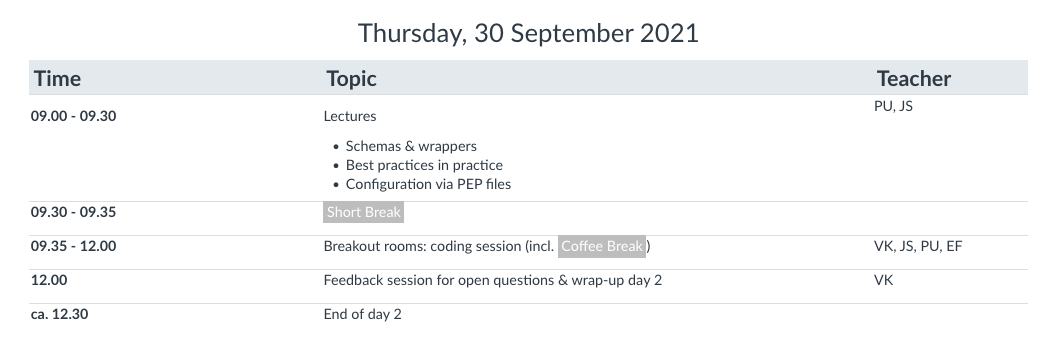 Thursday, 30 September 2021
Time Topic Teacher
09.00 - 09.30 Lectures PU, JS
• Schemas & wrappers
• Best practices in practice
• Configuration via PEP files
09.30 - 09.35 Short Break
09.35 - 12.00 Breakout rooms: coding session (incl. Coffee Break) VK, JS, PU, EF
12.00 Feedback session for open questions & wrap-up day 2 VK
ca. 12.30 End of day 2